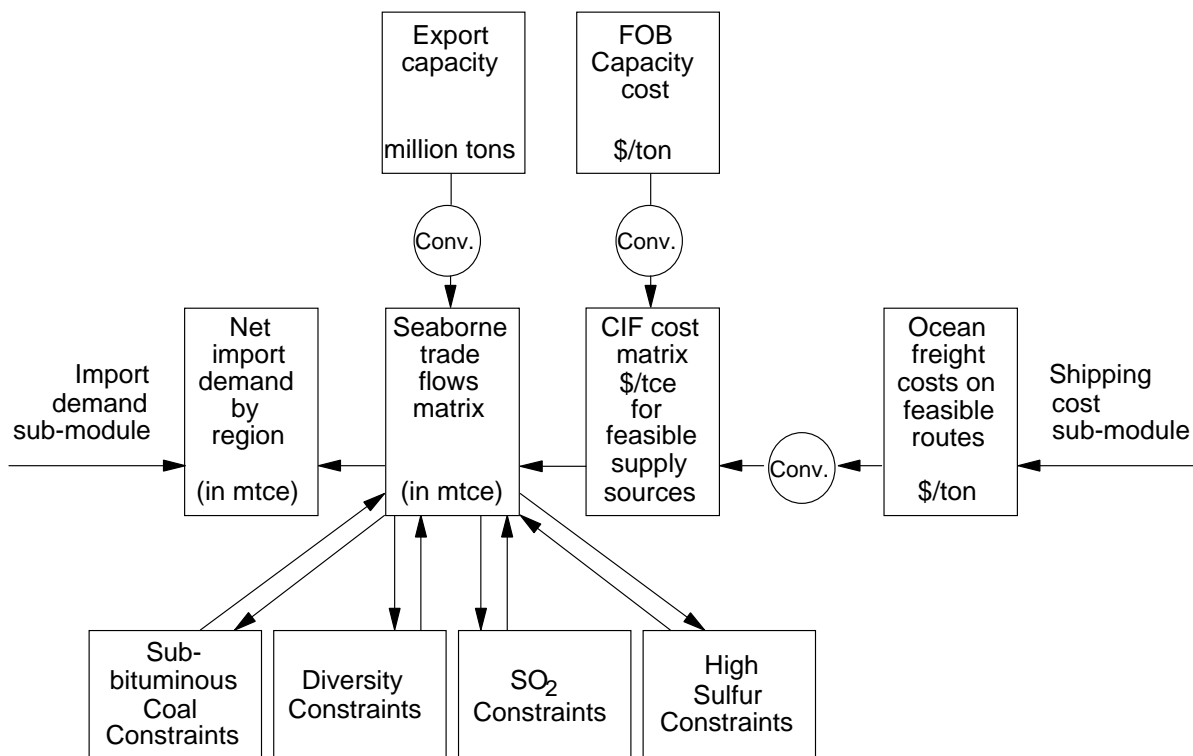 Export
capacity
million tons
FOB
Capacity
cost
$/ton
Conv.
Conv.
Import
demand
sub-module
Net
import
demand
by
region
(in mtce)
Seaborne
trade
flows
matrix
(in mtce)
CIF cost
matrix
$/tce
for
feasible
supply
sources
Conv.
Ocean
freight
costs on
feasible
routes
$/ton
Shipping
cost
sub-module
Sub-
bituminous
Coal
Constraints
Diversity
Constraints
SO2
Constraints
High
Sulfur
Constraints